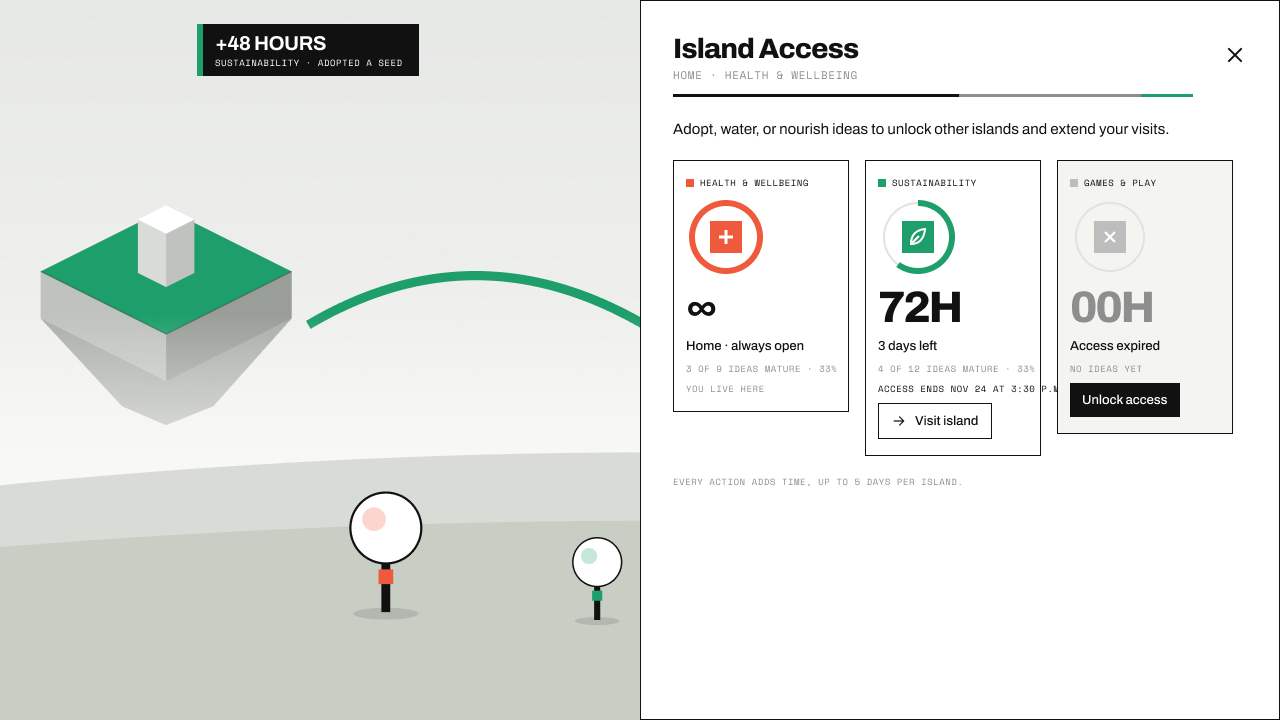 +48 HOURS
SUSTAINABILITY · ADOPTED A SEED
Island Access
HOME · HEALTH & WELLBEING
Adopt, water, or nourish ideas to unlock other islands and extend your visits.
HEALTH & WELLBEING
∞
Home · always open
3 OF 9 IDEAS MATURE · 33%
YOU LIVE HERE
SUSTAINABILITY
72H
3 days left
4 OF 12 IDEAS MATURE · 33%
ACCESS ENDS NOV 24 AT 3:30 P.M
Visit island
GAMES & PLAY
00H
Access expired
NO IDEAS YET
Unlock access
EVERY ACTION ADDS TIME, UP TO 5 DAYS PER ISLAND.